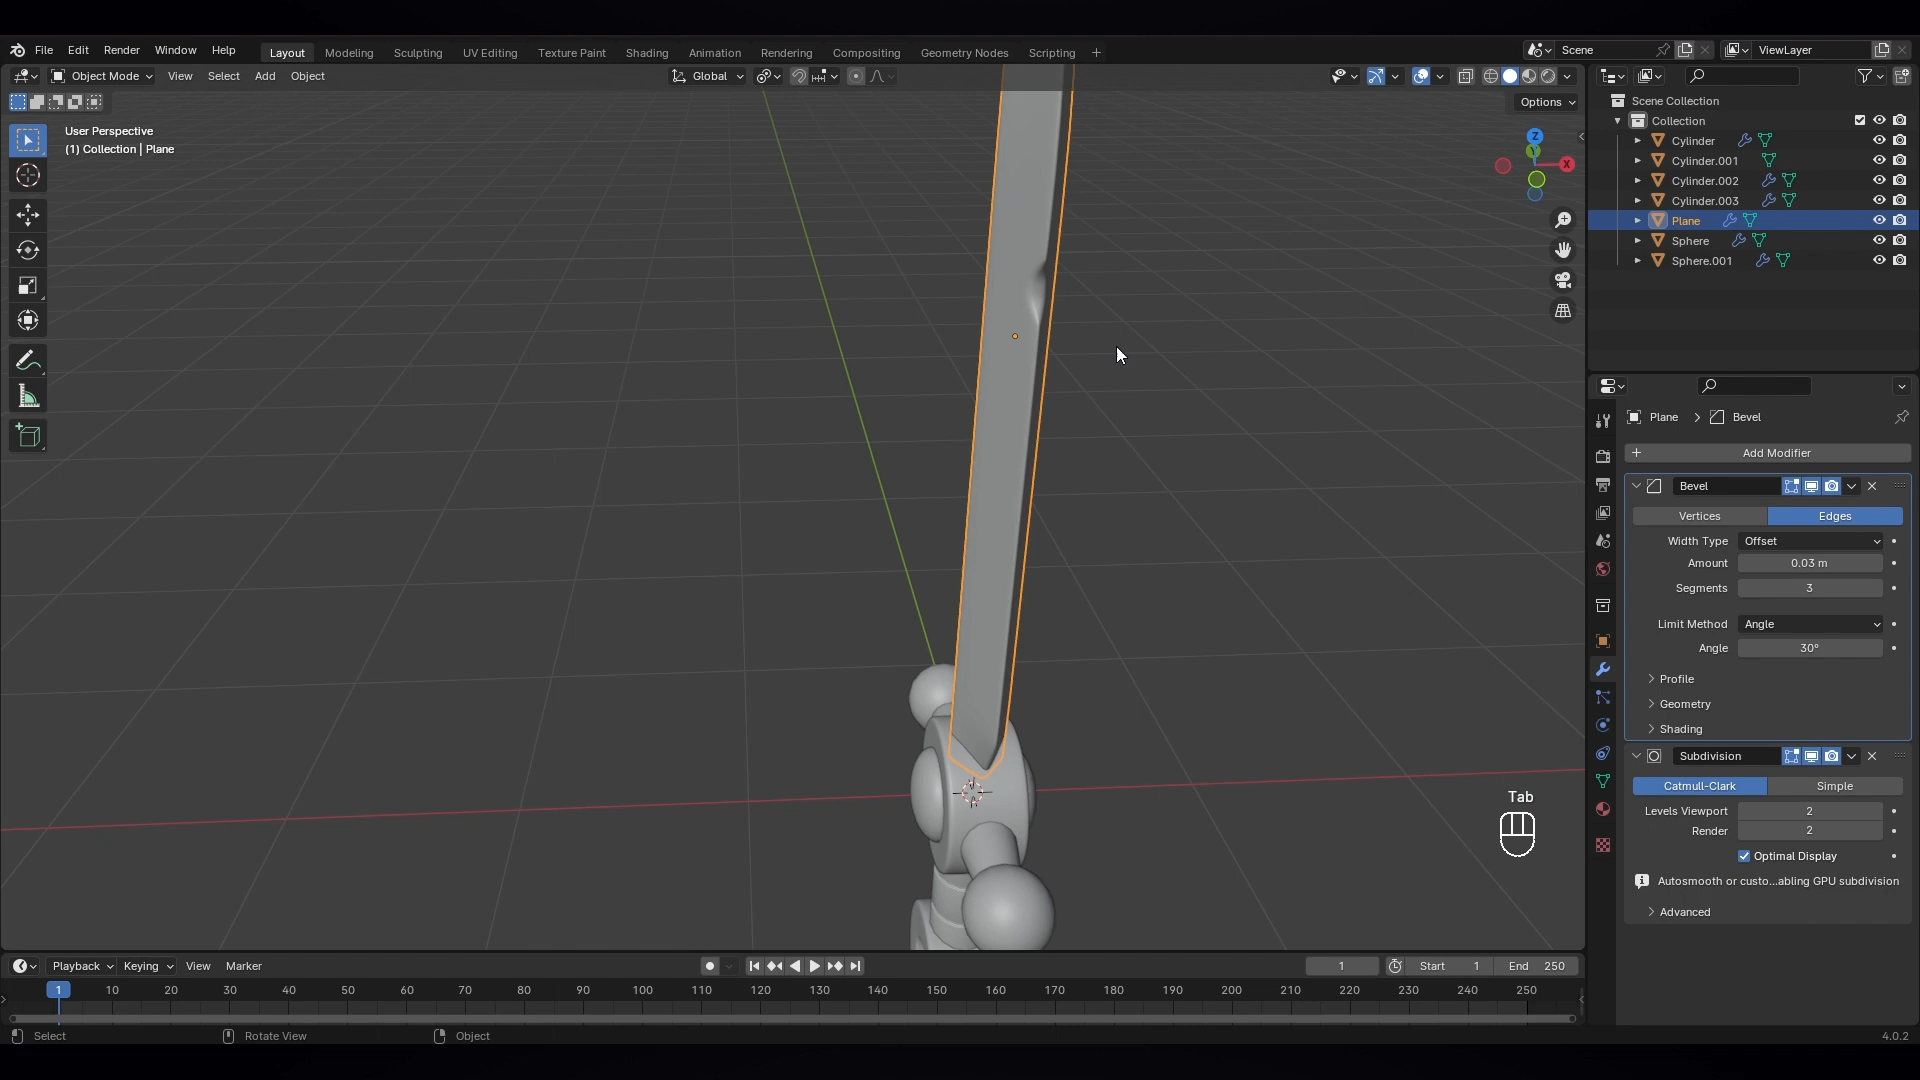 File Edit Render Window Help Layout Modeling Sculpting UV Editing Texture Paint Shading Animation Rendering Compositing Geometry Nodes Scripting + Scene ViewLayer
Object Mode View Select Add Object Global
Options
User Perspective
(1) Collection | Plane
Z
Y
X
Scene Collection
Collection
Cylinder
Cylinder.001
Cylinder.002
Cylinder.003
Plane
Sphere
Sphere.001
Plane > Bevel
+ Add Modifier
Bevel
Vertices Edges
Width Type Offset
Amount 0.03 m
Segments 3
Limit Method Angle
Angle 30°
Profile
Geometry
Shading
Subdivision
Catmull-Clark Simple
Levels Viewport 2
Render 2
Optimal Display
Autosmooth or custo...abling GPU subdivision
Advanced
Tab
Playback Keying View Marker 1 Start 1 End 250
1 10 20 30 40 50 60 70 80 90 100 110 120 130 140 150 160 170 180 190 200 210 220 230 240 250
Select Rotate View Object 4.0.2